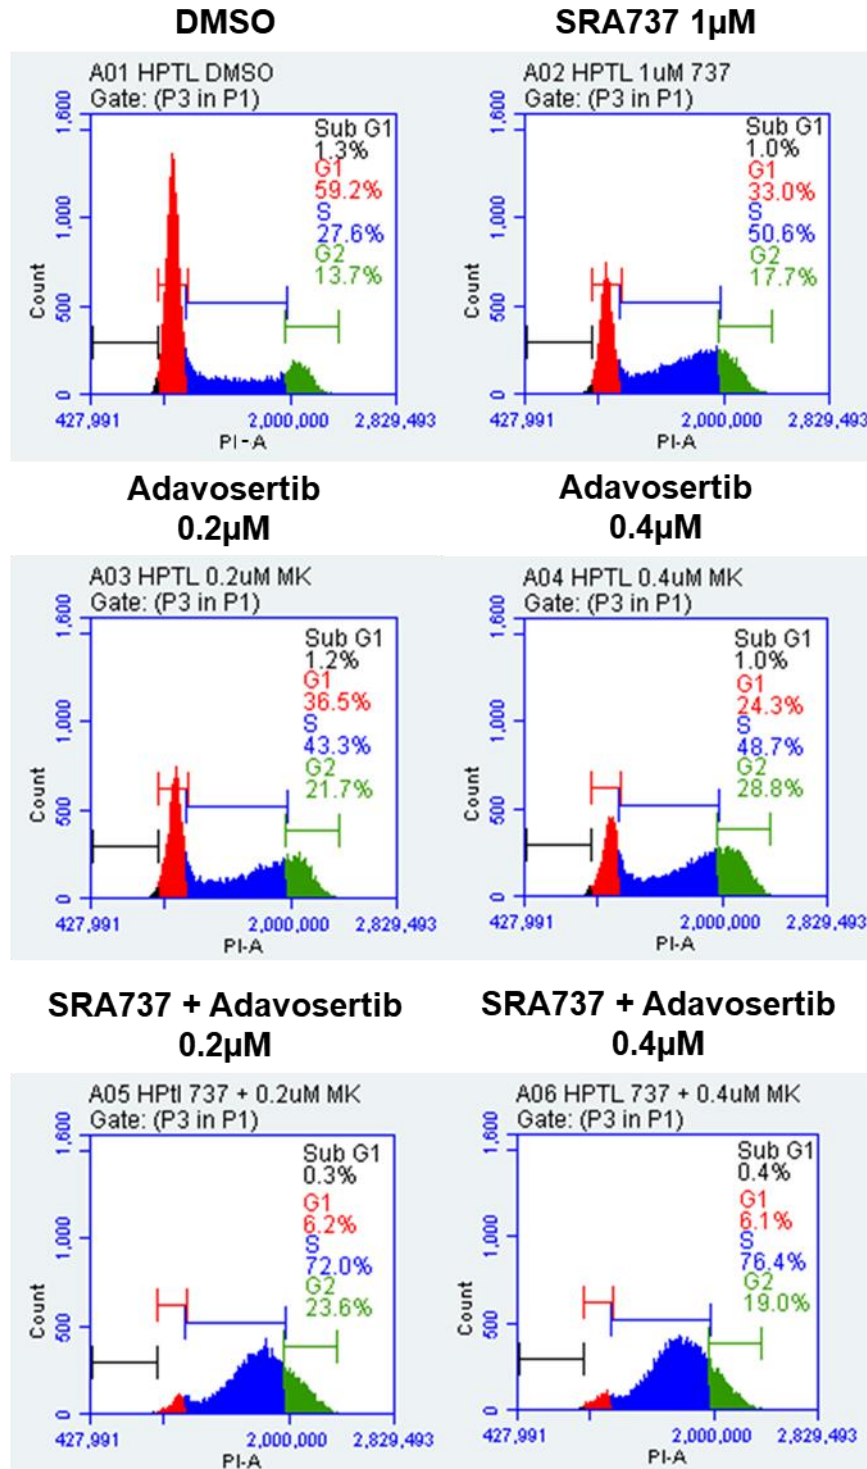 DMSO
A01 HPTL DMSO
Gate: (P3 in P1)
Sub G1
1.3%
G1
59.2%
S
27.6%
G2
13.7%
1,600
1,000
500
0
Count
427,991
2,000,000
2,829,493
PI-A
SRA737 1µM
A02 HPTL 1uM 737
Gate: (P3 in P1)
Sub G1
1.0%
G1
33.0%
S
50.6%
G2
17.7%
1,600
1,000
500
0
Count
427,991
2,000,000
2,829,493
PI-A
Adavosertib
0.2µM
A03 HPTL 0.2uM MK
Gate: (P3 in P1)
Sub G1
1.2%
G1
36.5%
S
43.3%
G2
21.7%
1,600
1,000
500
0
Count
427,991
2,000,000
2,829,493
PI-A
Adavosertib
0.4µM
A04 HPTL 0.4uM MK
Gate: (P3 in P1)
Sub G1
1.0%
G1
24.3%
S
48.7%
G2
28.8%
1,600
1,000
500
0
Count
427,991
2,000,000
2,829,493
PI-A
SRA737 + Adavosertib
0.2µM
A05 HPtl 737 + 0.2uM MK
Gate: (P3 in P1)
Sub G1
0.3%
G1
6.2%
S
72.0%
G2
23.6%
1,600
1,000
500
0
Count
427,991
2,000,000
2,829,493
PI-A
SRA737 + Adavosertib
0.4µM
A06 HPTL 737 + 0.4uM MK
Gate: (P3 in P1)
Sub G1
0.4%
G1
6.1%
S
76.4%
G2
19.0%
1,600
1,000
500
0
Count
427,991
2,000,000
2,829,493
PI-A